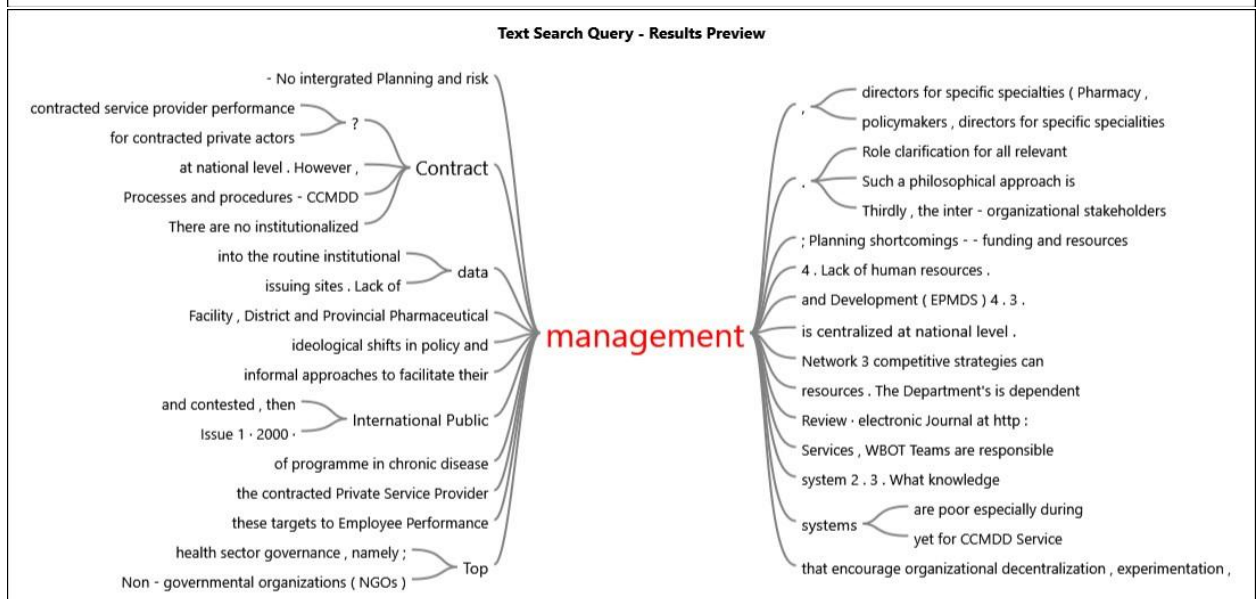 Text Search Query - Results Preview
- No intergrated Planning and risk
contracted service provider performance
for contracted private actors
?
at national level . However ,
Processes and procedures - CCMDD
There are no institutionalized
Contract
into the routine institutional
issuing sites . Lack of
data
Facility , District and Provincial Pharmaceutical
ideological shifts in policy and
informal approaches to facilitate their
and contested , then
Issue 1 · 2000 ·
International Public
of programme in chronic disease
the contracted Private Service Provider
these targets to Employee Performance
health sector governance , namely ;
Non - governmental organizations ( NGOs )
Top
management
,
directors for specific specialties ( Pharmacy ,
policymakers , directors for specific specialities
.
Role clarification for all relevant
Such a philosophical approach is
Thirdly , the inter - organizational stakeholders
; Planning shortcomings - - funding and resources
4 . Lack of human resources .
and Development ( EPMDS ) 4 . 3 .
is centralized at national level .
Network 3 competitive strategies can
resources . The Department's is dependent
Review · electronic Journal at http :
Services , WBOT Teams are responsible
system 2 . 3 . What knowledge
systems
are poor especially during
yet for CCMDD Service
that encourage organizational decentralization , experimentation ,